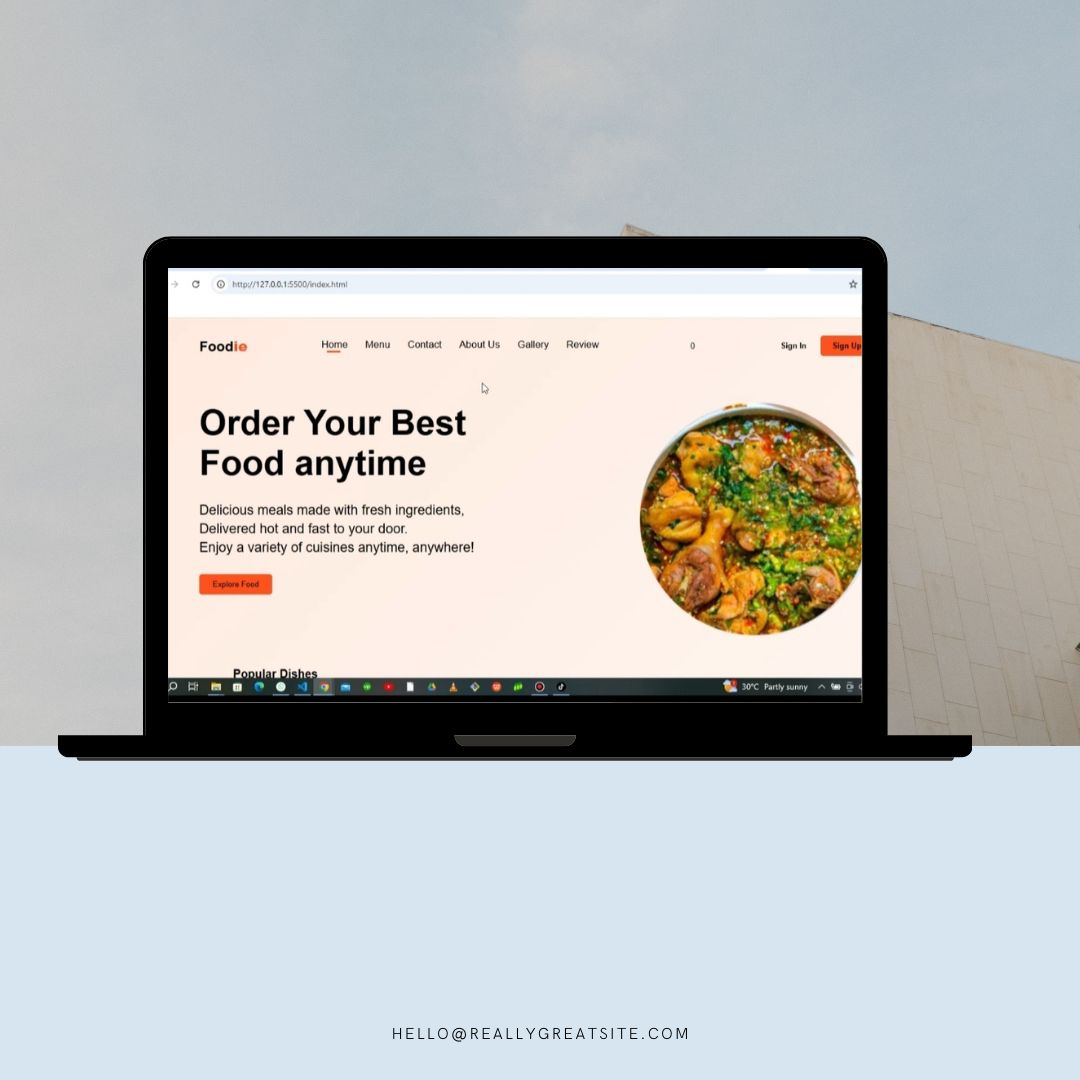 http://127.0.0.1:5500/index.html
Foodie
Home Menu Contact About Us Gallery Review 0 Sign In Sign Up
Order Your Best
Food anytime
Delicious meals made with fresh ingredients,
Delivered hot and fast to your door.
Enjoy a variety of cuisines anytime, anywhere!
Explore Food
Popular Dishes
30°C Partly sunny
HELLO@REALLYGREATSITE.COM